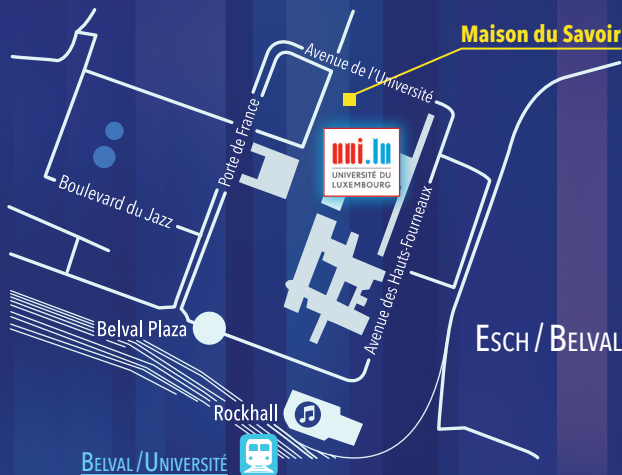 Maison du Savoir
Avenue de l'Université
Porte de France
uni.lu
UNIVERSITÉ DU
LUXEMBOURG
Boulevard du Jazz
Avenue des Hauts-Fourneaux
Belval Plaza
ESCH / BELVAL
Rockhall
BELVAL/UNIVERSITÉ